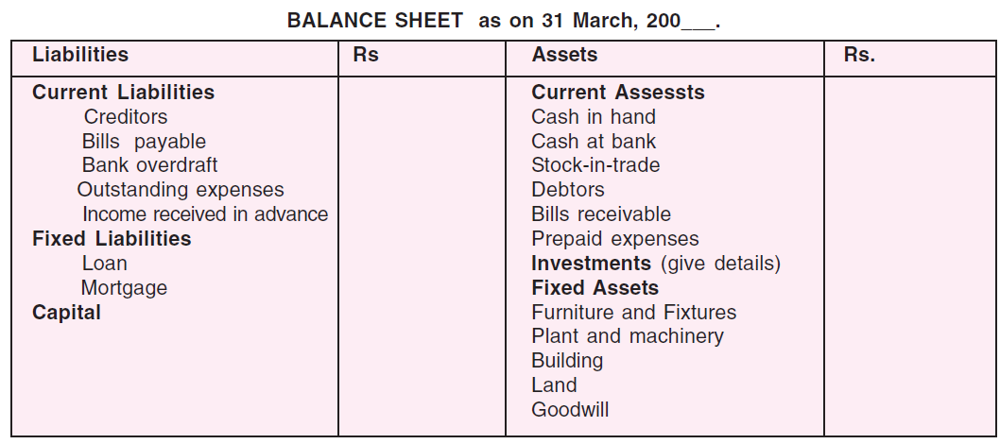 BALANCE SHEET as on 31 March, 200___.
Liabilities Rs Assets Rs.
Current Liabilities Current Assessts
Creditors Cash in hand
Bills payable Cash at bank
Bank overdraft Stock-in-trade
Outstanding expenses Debtors
Income received in advance Bills receivable
Fixed Liabilities Prepaid expenses
Loan Investments (give details)
Mortgage Fixed Assets
Capital Furniture and Fixtures
Plant and machinery
Building
Land
Goodwill